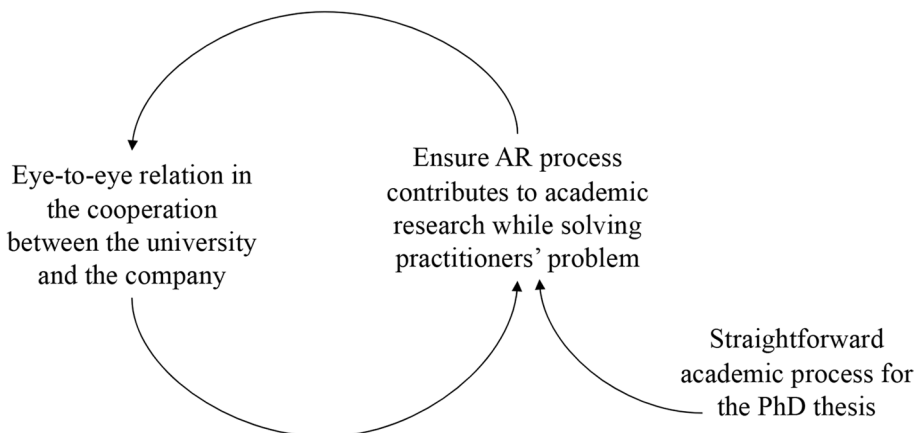 Eye-to-eye relation in
the cooperation
between the university
and the company
Ensure AR process
contributes to academic
research while solving
practitioners’ problem
Straightforward
academic process for
the PhD thesis